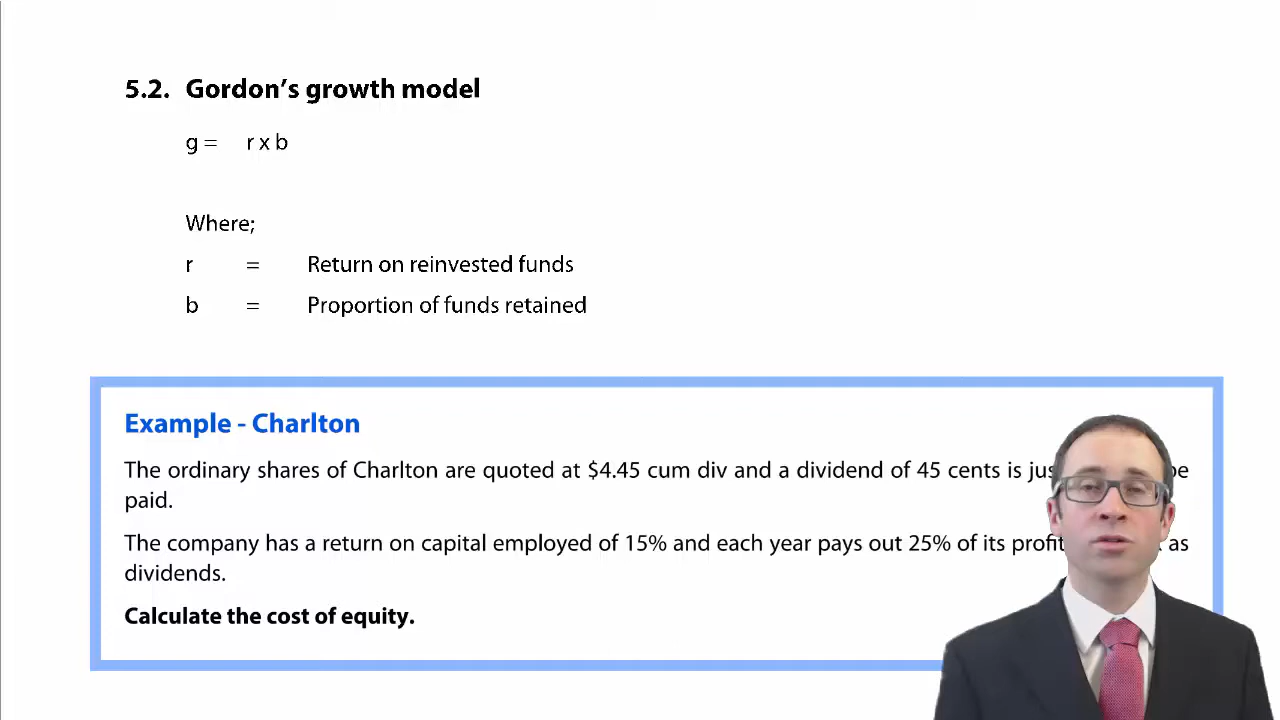 5.2. Gordon's growth model
g = r x b
Where;
r = Return on reinvested funds
b = Proportion of funds retained
Example - Charlton
The ordinary shares of Charlton are quoted at $4.45 cum div and a dividend of 45 cents is
paid.
The company has a return on capital employed of 15% and each year pays out 25% of its as
dividends.
Calculate the cost of equity.